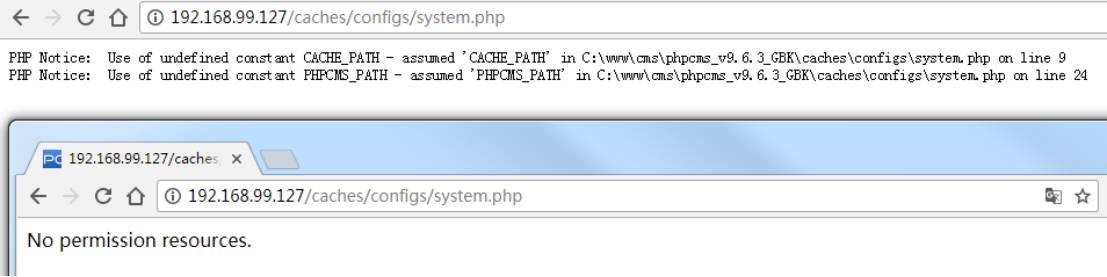 192.168.99.127/caches/configs/system.php
PHP Notice:  Use of undefined constant CACHE_PATH - assumed 'CACHE_PATH' in C:\www\cms\phpcms_v9.6.3_GBK\caches\configs\system.php on line 9
PHP Notice:  Use of undefined constant PHPCMS_PATH - assumed 'PHPCMS_PATH' in C:\www\cms\phpcms_v9.6.3_GBK\caches\configs\system.php on line 24
PC 192.168.99.127/caches/
192.168.99.127/caches/configs/system.php
No permission resources.